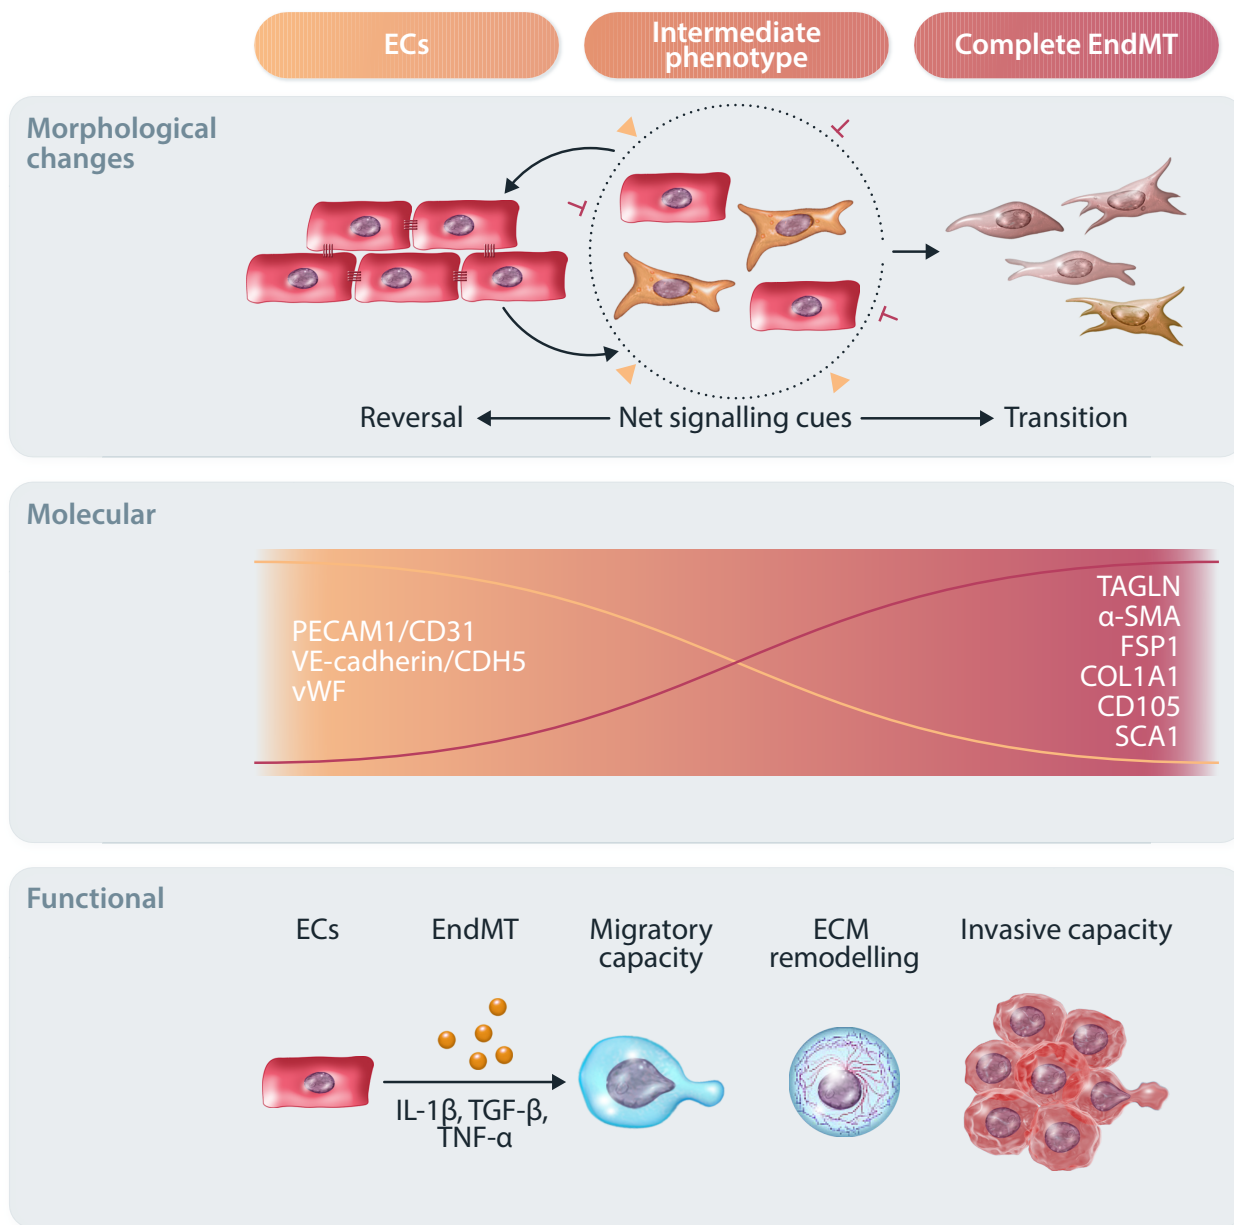 ECs
Intermediate
phenotype
Complete EndMT
Morphological
changes
Reversal
Net signalling cues
Transition
Molecular
PECAM1/CD31
VE-cadherin/CDH5
vWF
TAGLN
α-SMA
FSP1
COL1A1
CD105
SCA1
Functional
ECs
EndMT
Migratory
capacity
ECM
remodelling
Invasive capacity
IL-1β, TGF-β,
TNF-α